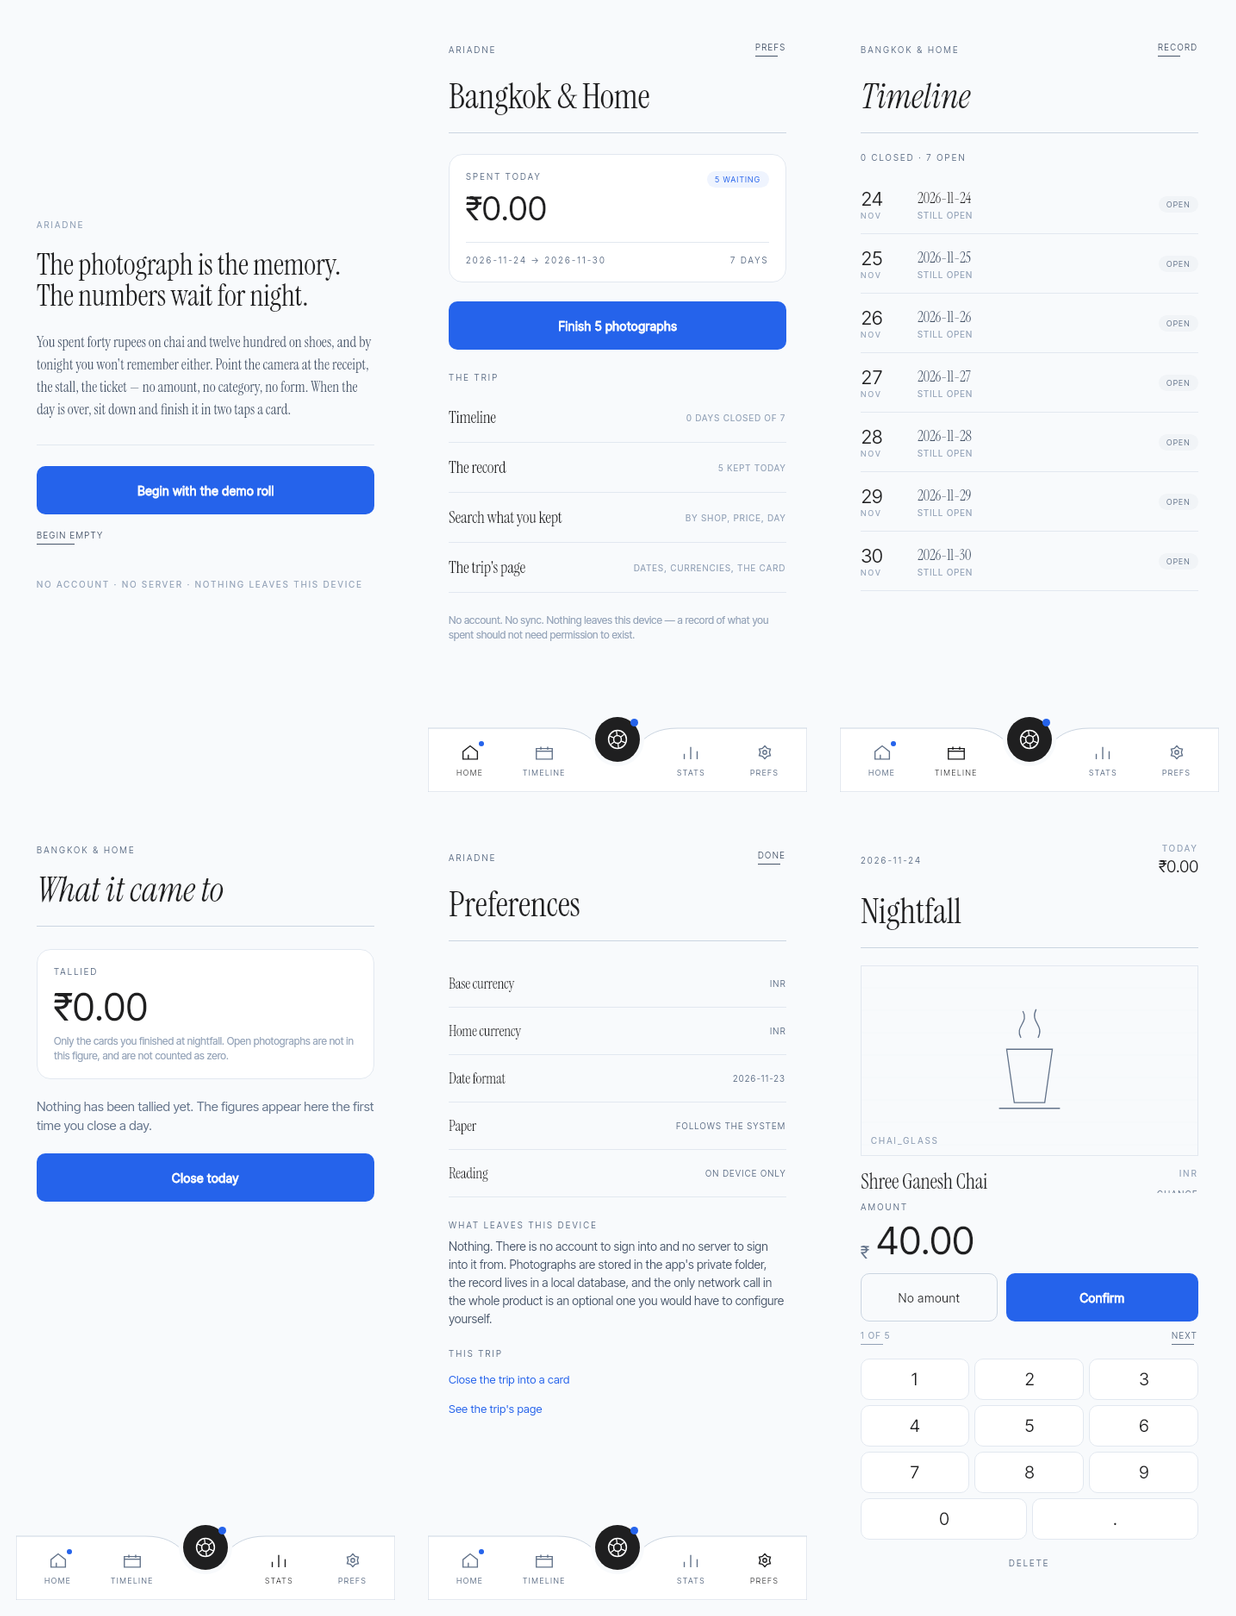 ARIADNE
The photograph is the memory.
The numbers wait for night.
You spent forty rupees on chai and twelve hundred on shoes, and by
tonight you won't remember either. Point the camera at the receipt,
the stall, the ticket — no amount, no category, no form. When the
day is over, sit down and finish it in two taps a card.
Begin with the demo roll
BEGIN EMPTY
NO ACCOUNT · NO SERVER · NOTHING LEAVES THIS DEVICE
ARIADNE
PREFS
Bangkok & Home
SPENT TODAY
5 WAITING
₹0.00
2026-11-24 → 2026-11-30
7 DAYS
Finish 5 photographs
THE TRIP
Timeline
0 DAYS CLOSED OF 7
The record
5 KEPT TODAY
Search what you kept
BY SHOP, PRICE, DAY
The trip's page
DATES, CURRENCIES, THE CARD
No account. No sync. Nothing leaves this device — a record of what you
spent should not need permission to exist.
HOME
TIMELINE
STATS
PREFS
BANGKOK & HOME
RECORD
Timeline
0 CLOSED · 7 OPEN
24 2026-11-24
NOV STILL OPEN
OPEN
25 2026-11-25
NOV STILL OPEN
OPEN
26 2026-11-26
NOV STILL OPEN
OPEN
27 2026-11-27
NOV STILL OPEN
OPEN
28 2026-11-28
NOV STILL OPEN
OPEN
29 2026-11-29
NOV STILL OPEN
OPEN
30 2026-11-30
NOV STILL OPEN
OPEN
HOME
TIMELINE
STATS
PREFS
BANGKOK & HOME
What it came to
TALLIED
₹0.00
Only the cards you finished at nightfall. Open photographs are not in
this figure, and are not counted as zero.
Nothing has been tallied yet. The figures appear here the first
time you close a day.
Close today
HOME
TIMELINE
STATS
PREFS
ARIADNE
DONE
Preferences
Base currency
INR
Home currency
INR
Date format
2026-11-23
Paper
FOLLOWS THE SYSTEM
Reading
ON DEVICE ONLY
WHAT LEAVES THIS DEVICE
Nothing. There is no account to sign into and no server to sign
into it from. Photographs are stored in the app's private folder,
the record lives in a local database, and the only network call in
the whole product is an optional one you would have to configure
yourself.
THIS TRIP
Close the trip into a card
See the trip's page
HOME
TIMELINE
STATS
PREFS
2026-11-24
TODAY
₹0.00
Nightfall
CHAI_GLASS
Shree Ganesh Chai
INR
AMOUNT
₹ 40.00
No amount
Confirm
1 OF 5
NEXT
1 2 3
4 5 6
7 8 9
0 .
DELETE